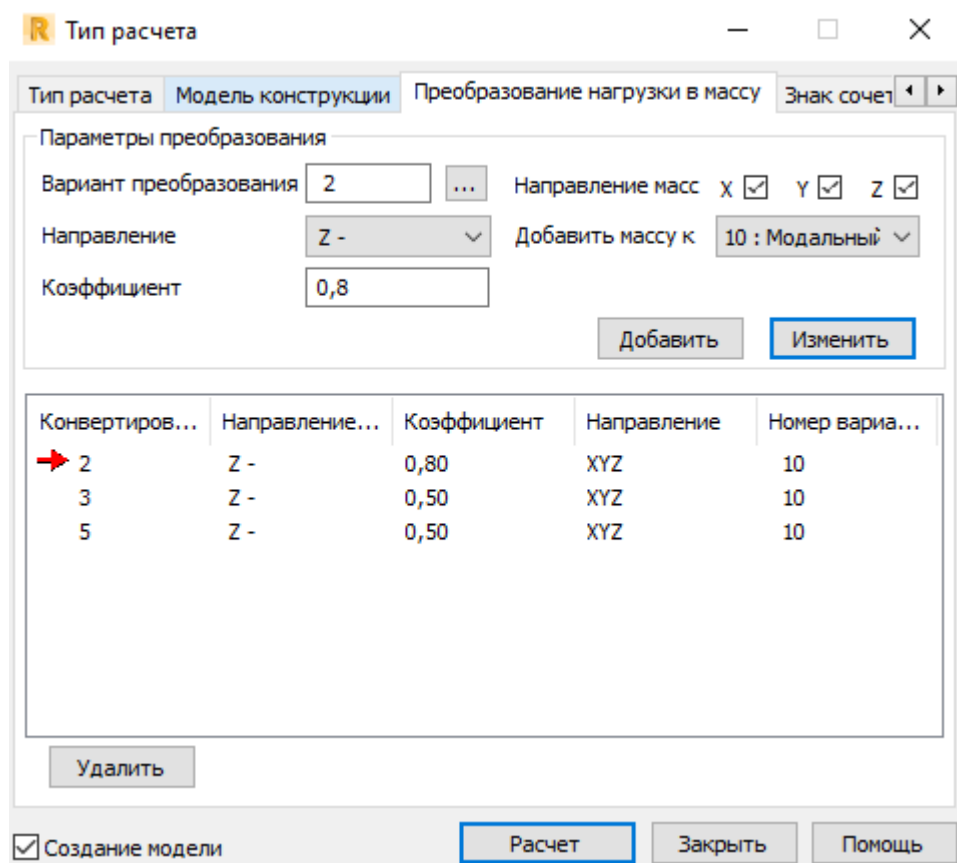 R Тип расчета
Тип расчета Модель конструкции Преобразование нагрузки в массу Знак сочет
Параметры преобразования
Вариант преобразования 2 ... Направление масс X Y Z
Направление Z - Добавить массу к 10 : Модальный
Коэффициент 0,8
Добавить Изменить
Конвертиров... Направление... Коэффициент Направление Номер вариа...
2 Z - 0,80 XYZ 10
3 Z - 0,50 XYZ 10
5 Z - 0,50 XYZ 10
Удалить
Создание модели Расчет Закрыть Помощь